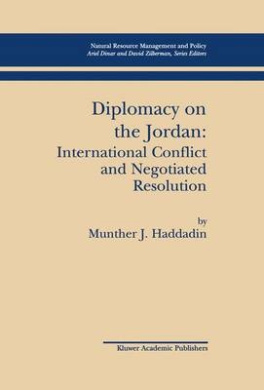 Natural Resource Management and Policy
Ariel Dinar and David Zilberman, Series Editors
Diplomacy on
the Jordan:
International Conflict
and Negotiated
Resolution
by
Munther J. Haddadin
Kluwer Academic Publishers